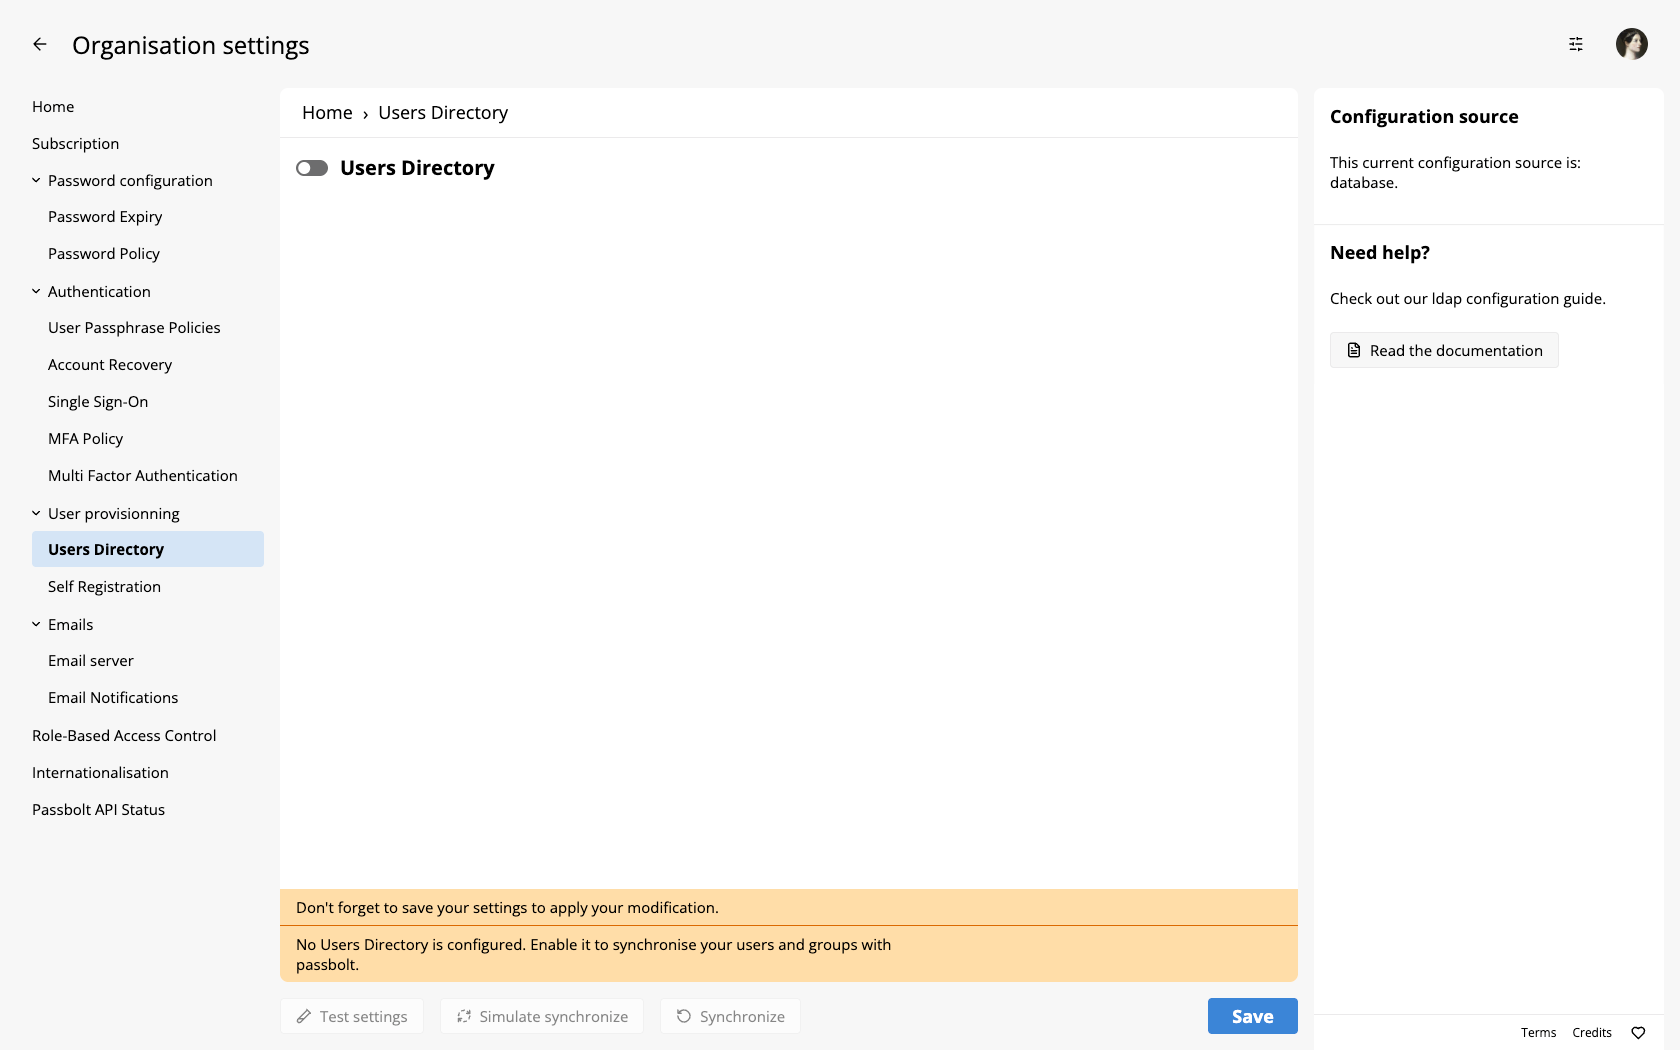 Organisation settings
Home
Subscription
Password configuration
Password Expiry
Password Policy
Authentication
User Passphrase Policies
Account Recovery
Single Sign-On
MFA Policy
Multi Factor Authentication
User provisionning
Users Directory
Self Registration
Emails
Email server
Email Notifications
Role-Based Access Control
Internationalisation
Passbolt API Status
Home › Users Directory
Users Directory
Don't forget to save your settings to apply your modification.
No Users Directory is configured. Enable it to synchronise your users and groups with
passbolt.
Test settings
Simulate synchronize
Synchronize
Save
Configuration source
This current configuration source is:
database.
Need help?
Check out our ldap configuration guide.
Read the documentation
Terms
Credits